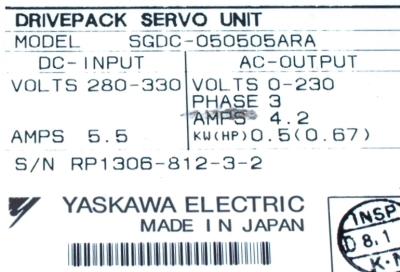 DRIVEPACK SERVO UNIT
MODEL SGDC-050505ARA
DC-INPUT AC-OUTPUT
VOLTS 280-330 VOLTS 0-230
PHASE 3
AMPS 5.5 AMPS 4.2
KW(HP) 0.5(0.67)
S/N RP1306-812-3-2
YASKAWA ELECTRIC
MADE IN JAPAN
INSP
D 8.1